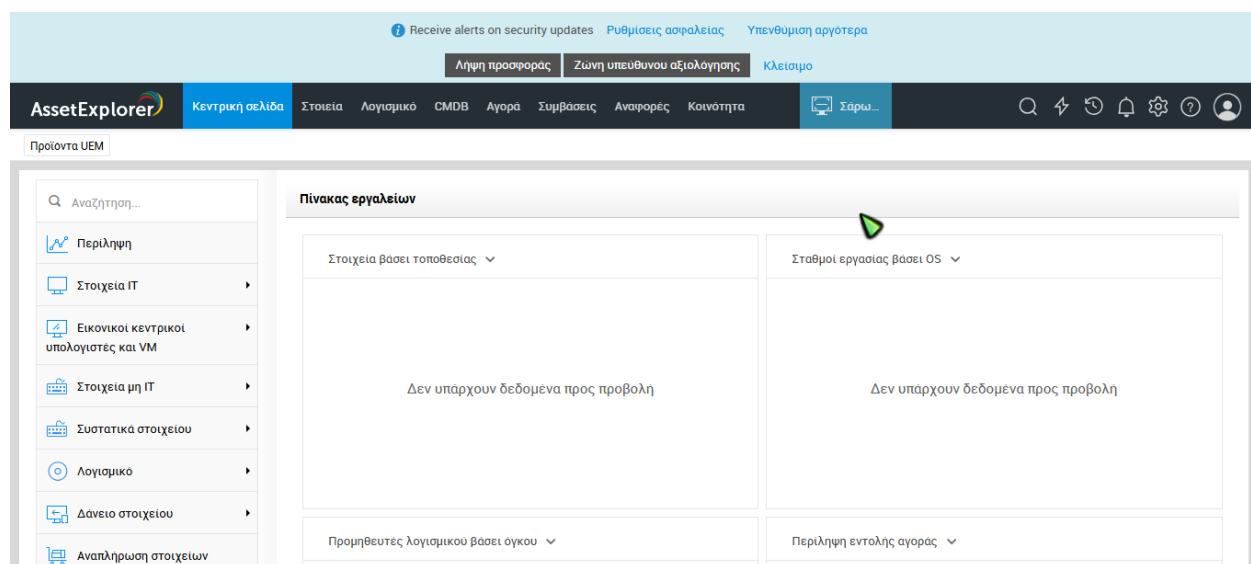 Receive alerts on security updates Ρυθμίσεις ασφαλείας Υπενθύμιση αργότερα
Λήψη προσφοράς Ζώνη υπεύθυνου αξιολόγησης Κλείσιμο
AssetExplorer Κεντρική σελίδα Στοιεία Λογισμικό CMDB Αγορά Συμβάσεις Αναφορές Κοινότητα Σάρω...
Προϊοντα UEM
Αναζήτηση...
Πίνακας εργαλείων
Περίληψη
Στοιχεία βάσει τοποθεσίας
Σταθμοί εργασίας βάσει OS
Στοιχεία IT
Εικονικοί κεντρικοί
υπολογιστές και VM
Στοιχεία μη IT
Δεν υπάρχουν δεδομένα προς προβολή
Δεν υπάρχουν δεδομένα προς προβολή
Συστατικά στοιχείου
Λογισμικό
Δάνειο στοιχείου
Προμηθευτές λογισμικού βάσει όγκου
Περίληψη εντολής αγοράς
Αναπλήρωση στοιχείων